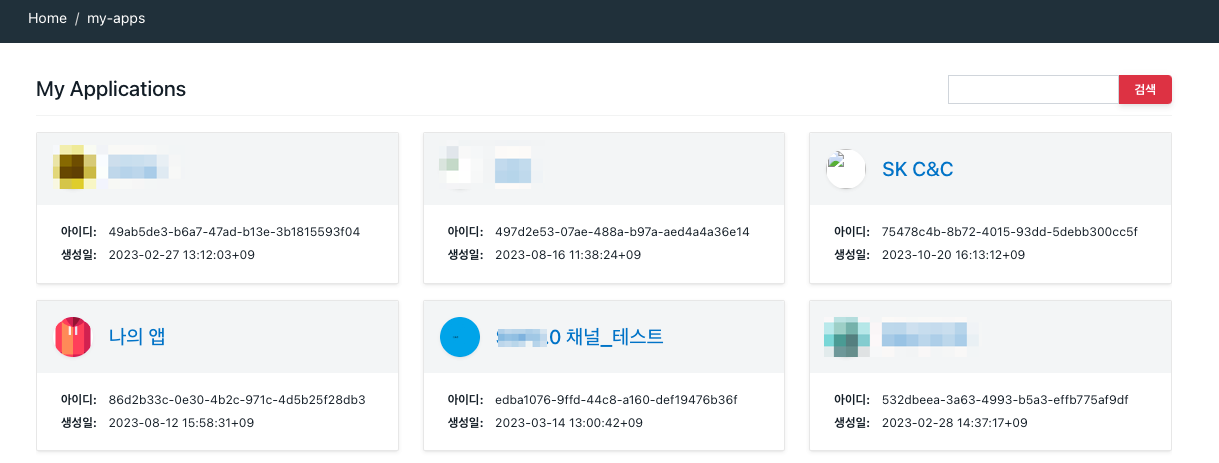 Home / my-apps
My Applications
검색
아이디: 49ab5de3-b6a7-47ad-b13e-3b1815593f04
생성일: 2023-02-27 13:12:03+09
아이디: 497d2e53-07ae-488a-b97a-aed4a4a36e14
생성일: 2023-08-16 11:38:24+09
SK C&C
아이디: 75478c4b-8b72-4015-93dd-5debb300cc5f
생성일: 2023-10-20 16:13:12+09
나의 앱
아이디: 86d2b33c-0e30-4b2c-971c-4d5b25f28db3
생성일: 2023-08-12 15:58:31+09
채널_테스트
아이디: edba1076-9ffd-44c8-a160-def19476b36f
생성일: 2023-03-14 13:00:42+09
아이디: 532dbeea-3a63-4993-b5a3-effb775af9df
생성일: 2023-02-28 14:37:17+09